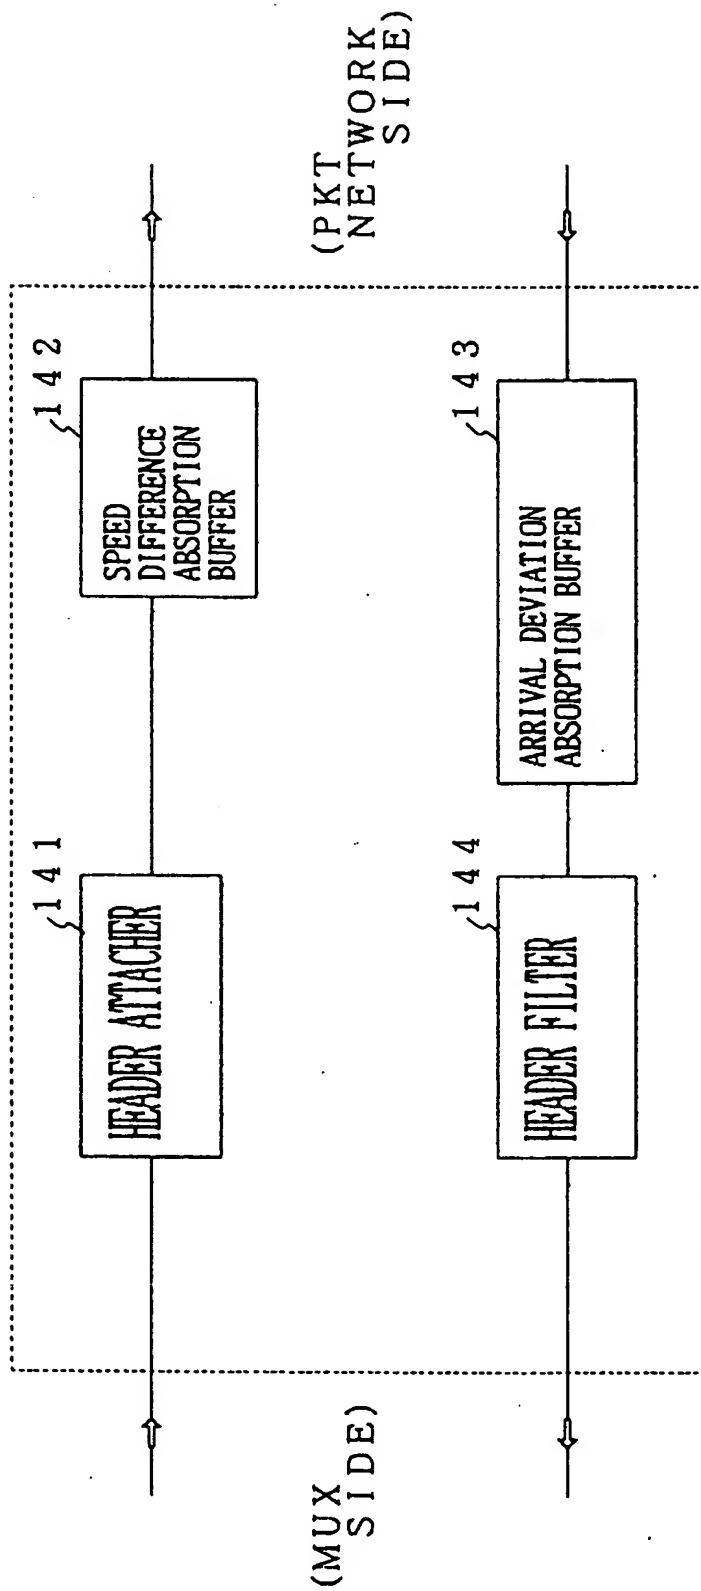 141
HEADER ATTACHER
142
SPEED
DIFFERENCE
ABSORPTION
BUFFER
(MUX
SIDE)
(PKT
NETWORK
SIDE)
144
HEADER FILTER
143
ARRIVAL DEVIATION
ABSORPTION BUFFER